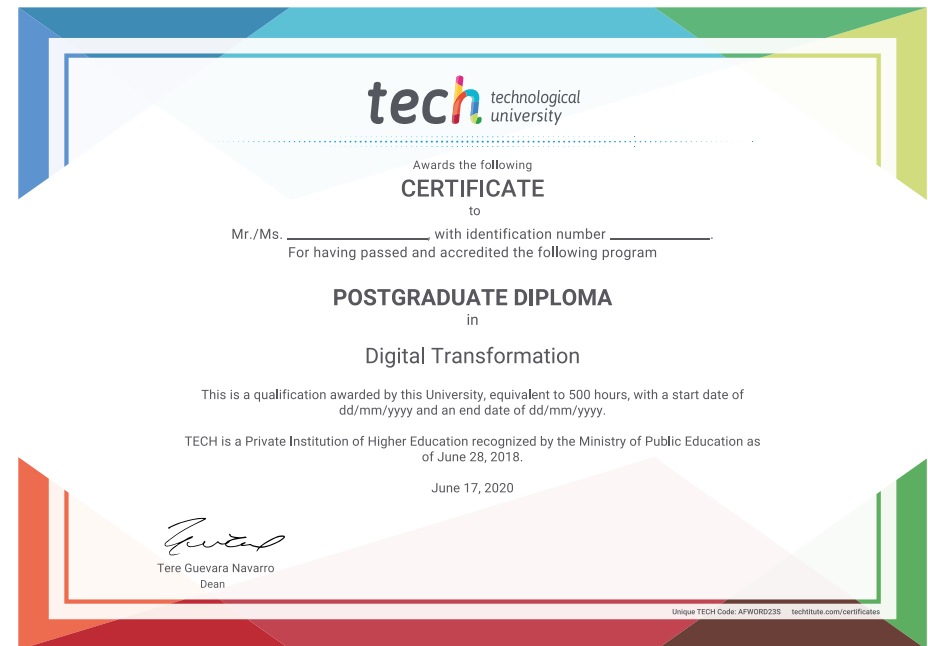 tech technological
university
Awards the following
CERTIFICATE
to
Mr./Ms. ____________________, with identification number ______________.
For having passed and accredited the following program
POSTGRADUATE DIPLOMA
in
Digital Transformation
This is a qualification awarded by this University, equivalent to 500 hours, with a start date of
dd/mm/yyyy and an end date of dd/mm/yyyy.
TECH is a Private Institution of Higher Education recognized by the Ministry of Public Education as
of June 28, 2018.
June 17, 2020
Tere Guevara Navarro
Dean
Unique TECH Code: AFWORD23S techtitute.com/certificates